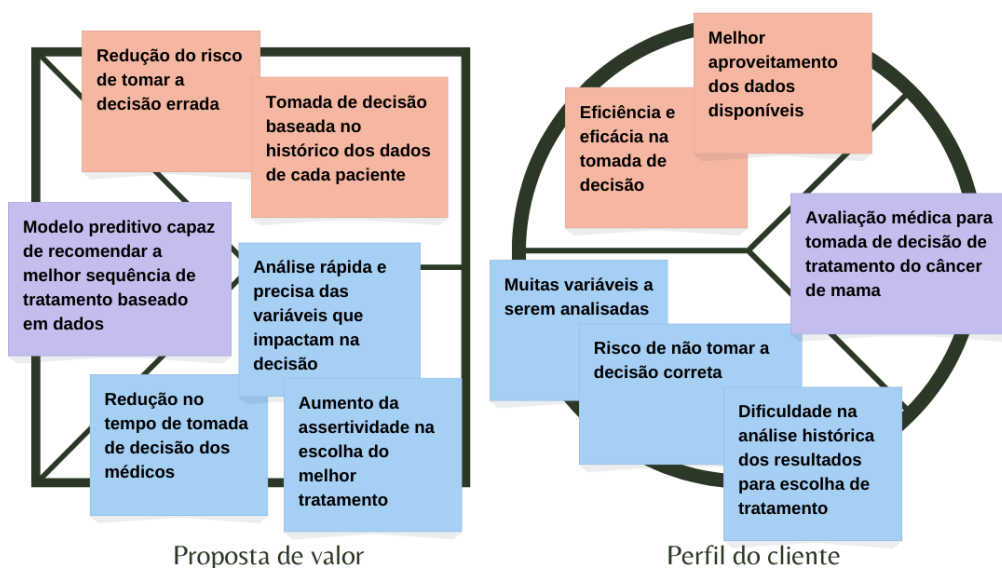 Redução do risco
de tomar a
decisão errada
Tomada de decisão
baseada no
histórico dos dados
de cada paciente
Modelo preditivo capaz
de recomendar a
melhor sequência de
tratamento baseado
em dados
Análise rápida e
precisa das
variáveis que
impactam na
decisão
Redução no
tempo de tomada
de decisão dos
médicos
Aumento da
assertividade na
escolha do
melhor
tratamento
Proposta de valor
Melhor
aproveitamento
dos dados
disponíveis
Eficiência e
eficácia na
tomada de
decisão
Avaliação médica para
tomada de decisão de
tratamento do câncer
de mama
Muitas variáveis a
serem analisadas
Risco de não tomar a
decisão correta
Dificuldade na
análise histórica
dos resultados
para escolha de
tratamento
Perfil do cliente